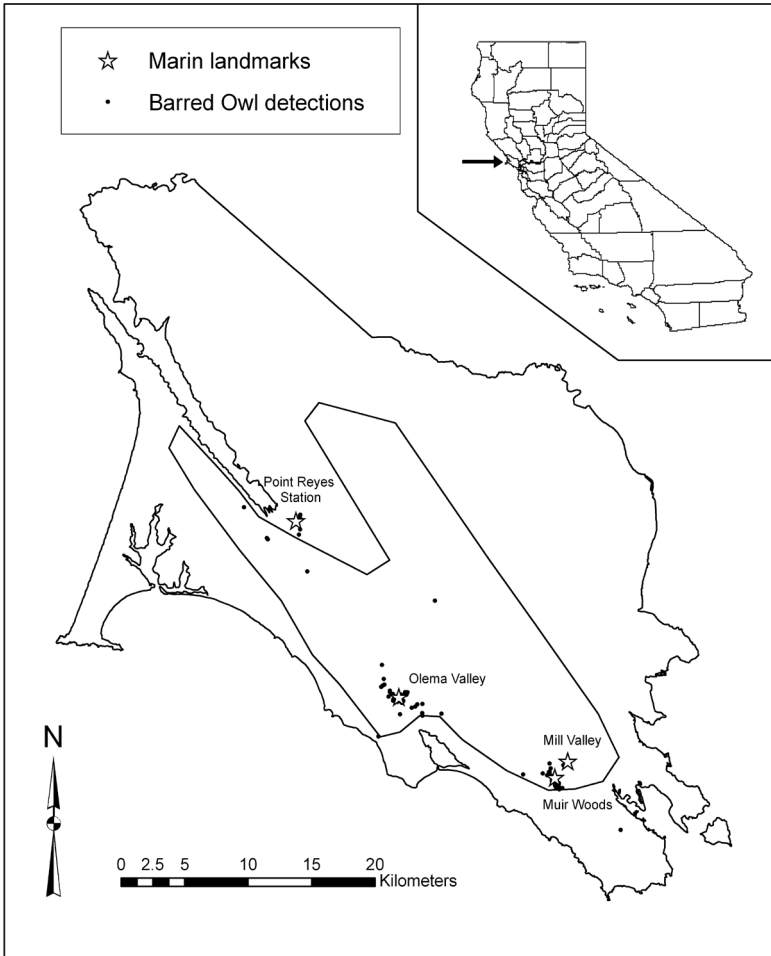 Marin landmarks
Barred Owl detections
Point Reyes
Station
Olema Valley
Mill Valley
Muir Woods
N
0 2.5 5 10 15 20
Kilometers